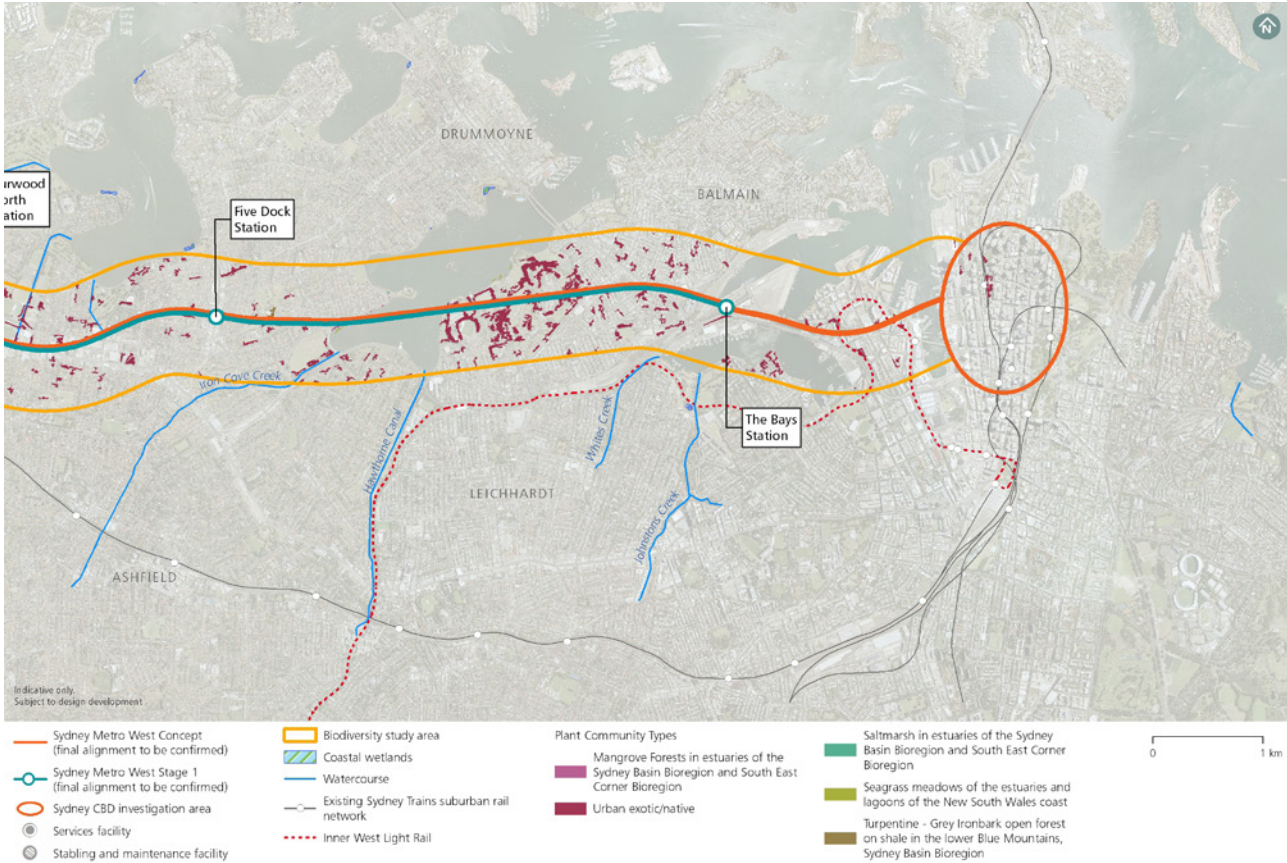 N
DRUMMOYNE
BALMAIN
urwood
orth
ation
Five Dock
Station
Iron Cove Creek
Hawthorne Canal
Whites Creek
The Bays
Station
LEICHHARDT
Johnstons Creek
ASHFIELD
Indicative only.
Subject to design development
Sydney Metro West Concept
(final alignment to be confirmed)
Sydney Metro West Stage 1
(final alignment to be confirmed)
Sydney CBD investigation area
Services facility
Stabling and maintenance facility
Biodiversity study area
Coastal wetlands
Watercourse
Existing Sydney Trains suburban rail
network
Inner West Light Rail
Plant Community Types
Mangrove Forests in estuaries of the
Sydney Basin Bioregion and South East
Corner Bioregion
Urban exotic/native
Saltmarsh in estuaries of the Sydney
Basin Bioregion and South East Corner
Bioregion
Seagrass meadows of the estuaries and
lagoons of the New South Wales coast
Turpentine - Grey Ironbark open forest
on shale in the lower Blue Mountains,
Sydney Basin Bioregion
0 1 km